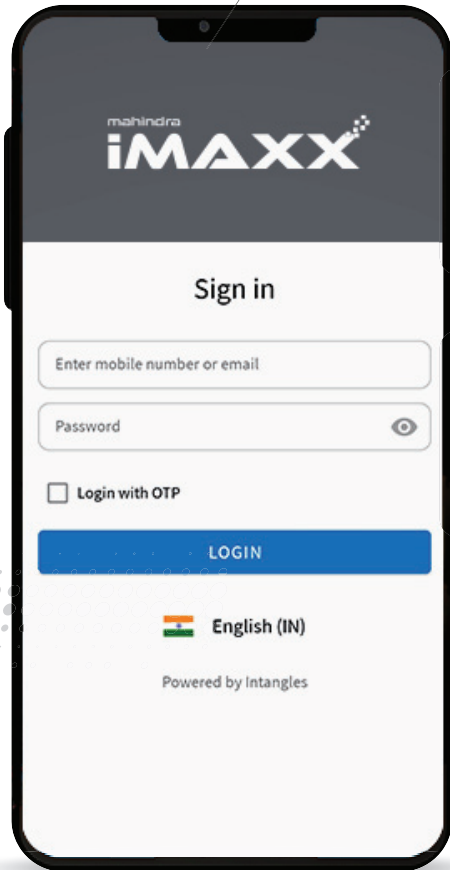 mahindra
iMAXX
Sign in
Enter mobile number or email
Password
Login with OTP
LOGIN
English (IN)
Powered by Intangles